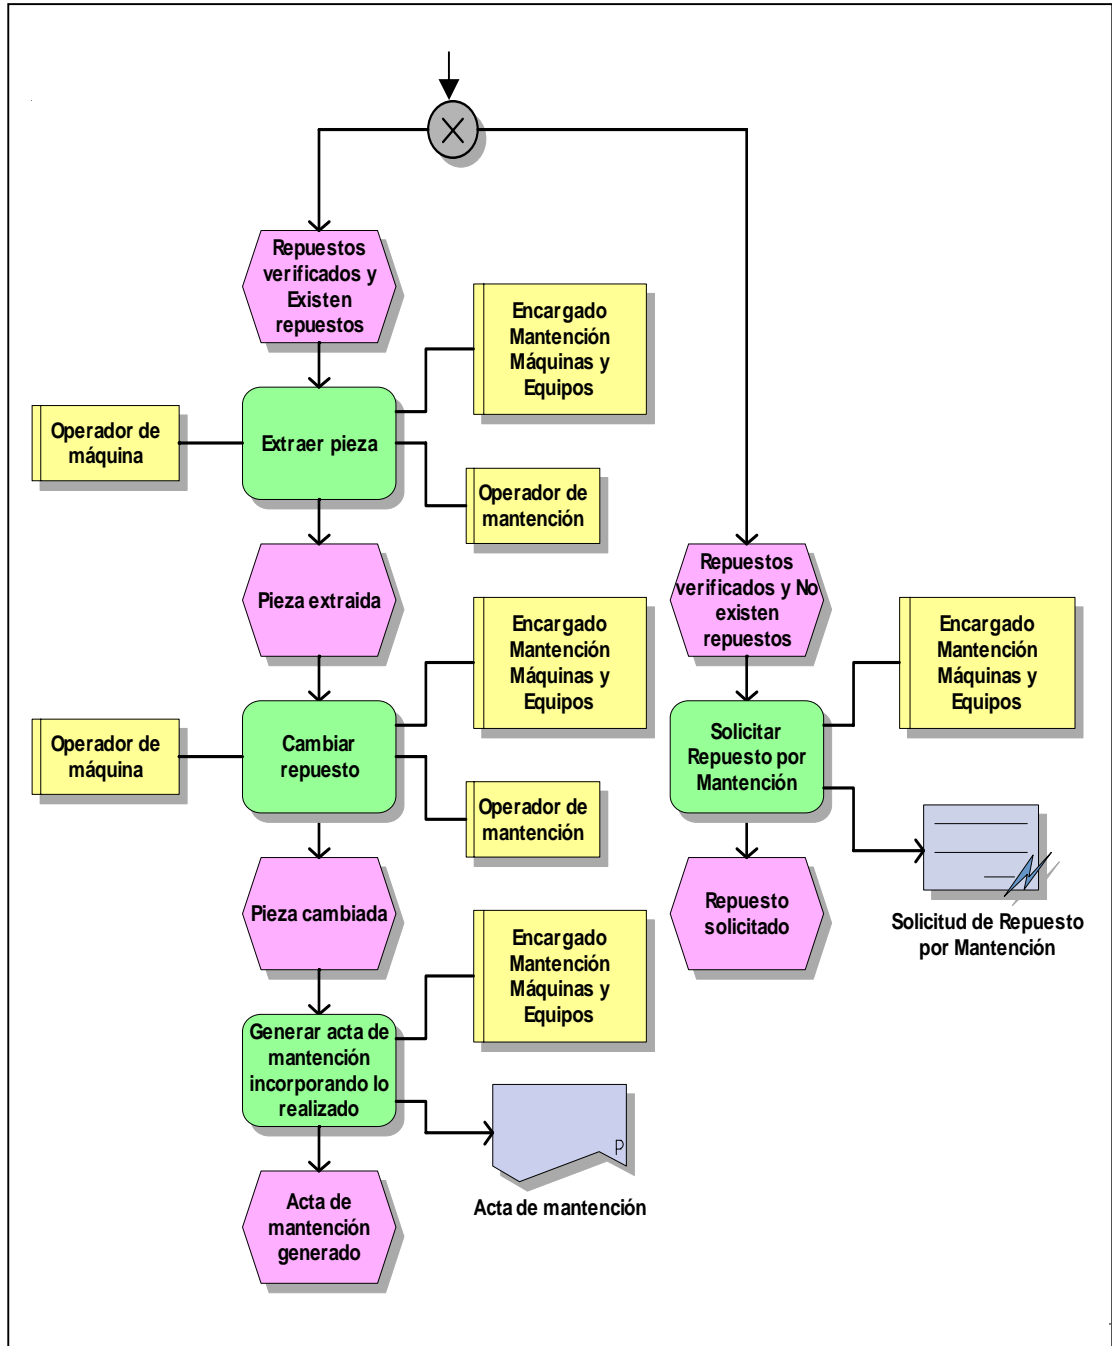 Repuestos
verificados y
Existen
repuestos
Encargado
Mantención
Máquinas y
Equipos
Operador de
máquina
Extraer pieza
Operador de
mantención
Pieza extraida
Repuestos
verificados y No
existen
repuestos
Encargado
Mantención
Máquinas y
Equipos
Encargado
Mantención
Máquinas y
Equipos
Operador de
máquina
Cambiar
repuesto
Solicitar
Repuesto por
Mantención
Operador de
mantención
Pieza cambiada
Repuesto
solicitado
Solicitud de Repuesto
por Mantención
Encargado
Mantención
Máquinas y
Equipos
Generar acta de
mantención
incorporando lo
realizado
P
Acta de mantención
Acta de
mantención
generado